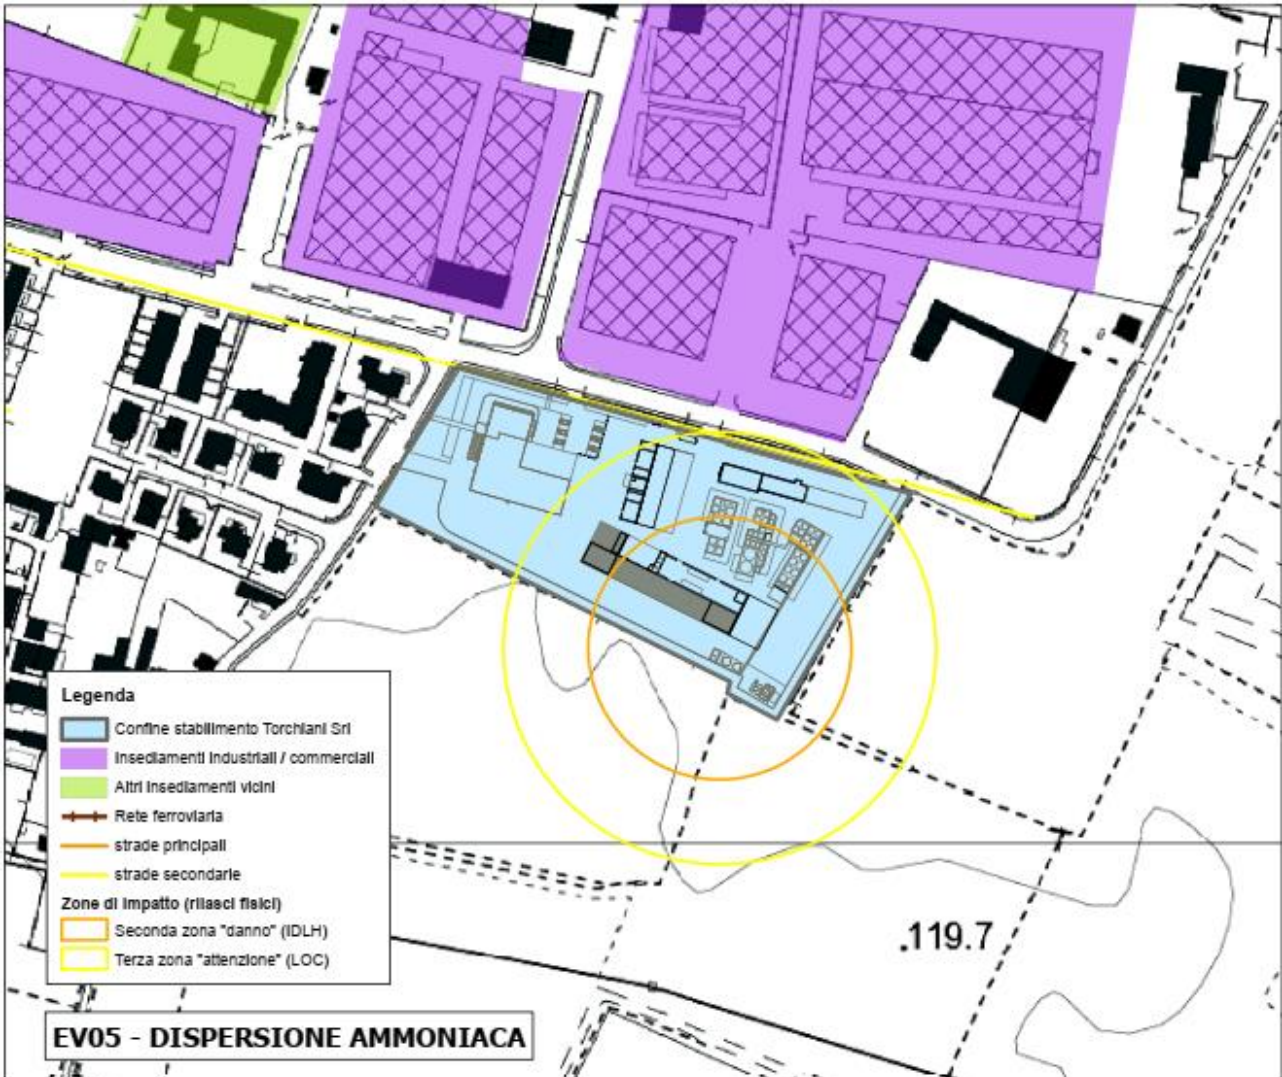 119.7
Legenda
Confine stabilimento Torchiani Srl
Insediamenti industriali / commerciali
Altri insediamenti vicini
Rete ferroviaria
strade principali
strade secondarie
Zone di impatto (rilasci fisici)
Seconda zona "danno" (IDLH)
Terza zona "attenzione" (LOC)
EV05 - DISPERSIONE AMMONIACA